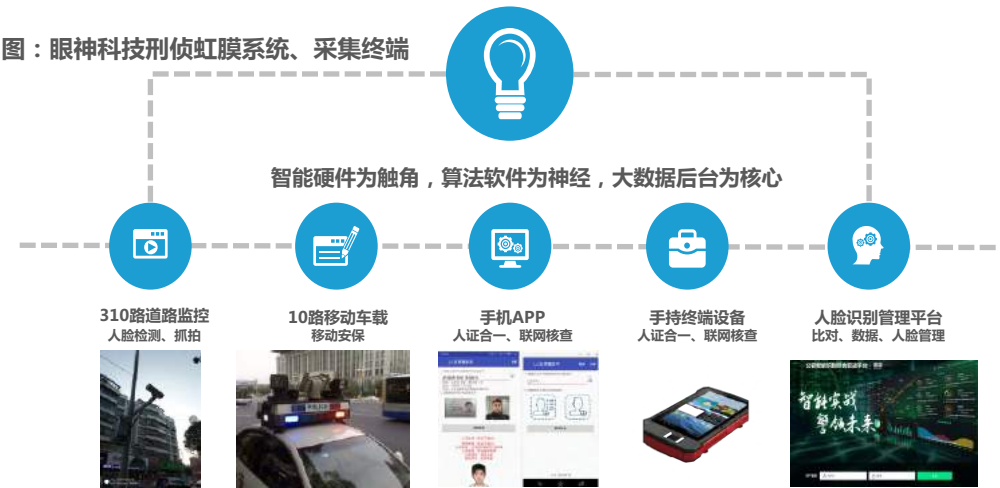 图：眼神科技刑侦虹膜系统、采集终端
智能硬件为触角，算法软件为神经，大数据后台为核心
310路道路监控
人脸检测、抓拍
10路移动车载
移动安保
手机APP
人证合一、联网核查
手持终端设备
人证合一、联网核查
人脸识别管理平台
比对、数据、人脸管理
智能实战
警领未来